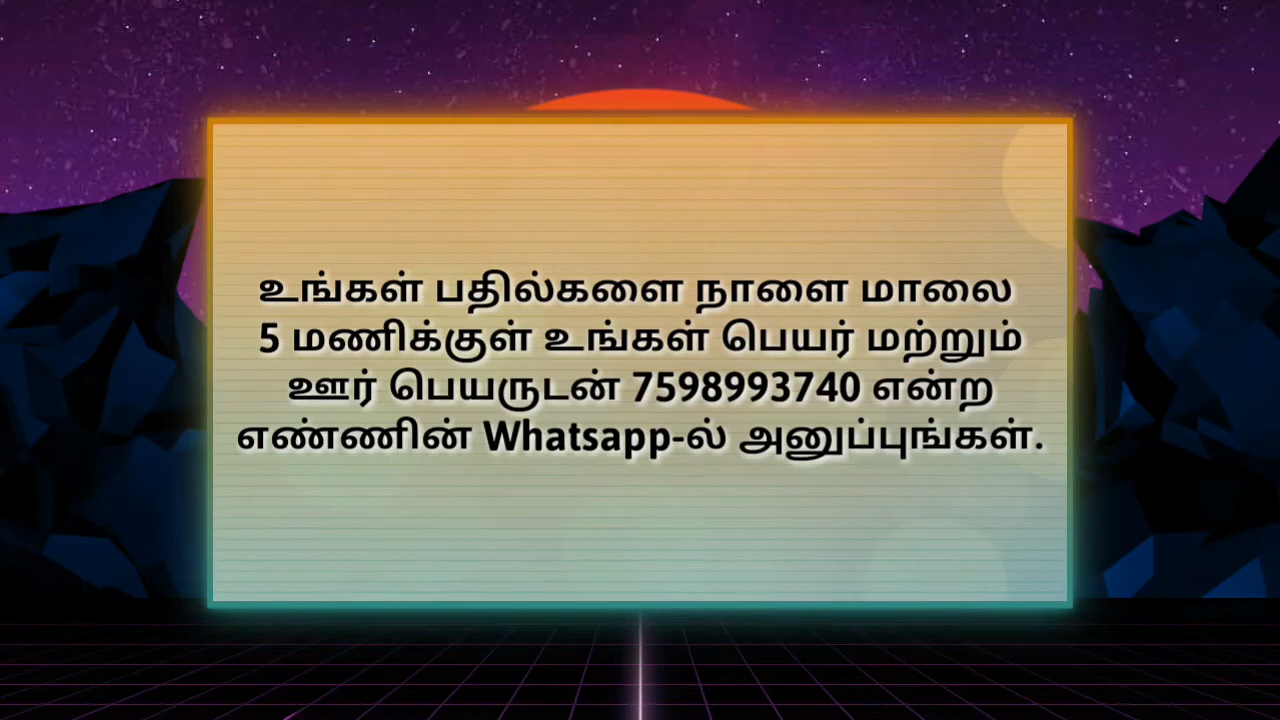 உங்கள் பதில்களை நாளை மாலை
5 மணிக்குள் உங்கள் பெயர் மற்றும்
ஊர் பெயருடன் 7598993740 என்ற
எண்ணின் Whatsapp-ல் அனுப்புங்கள்.